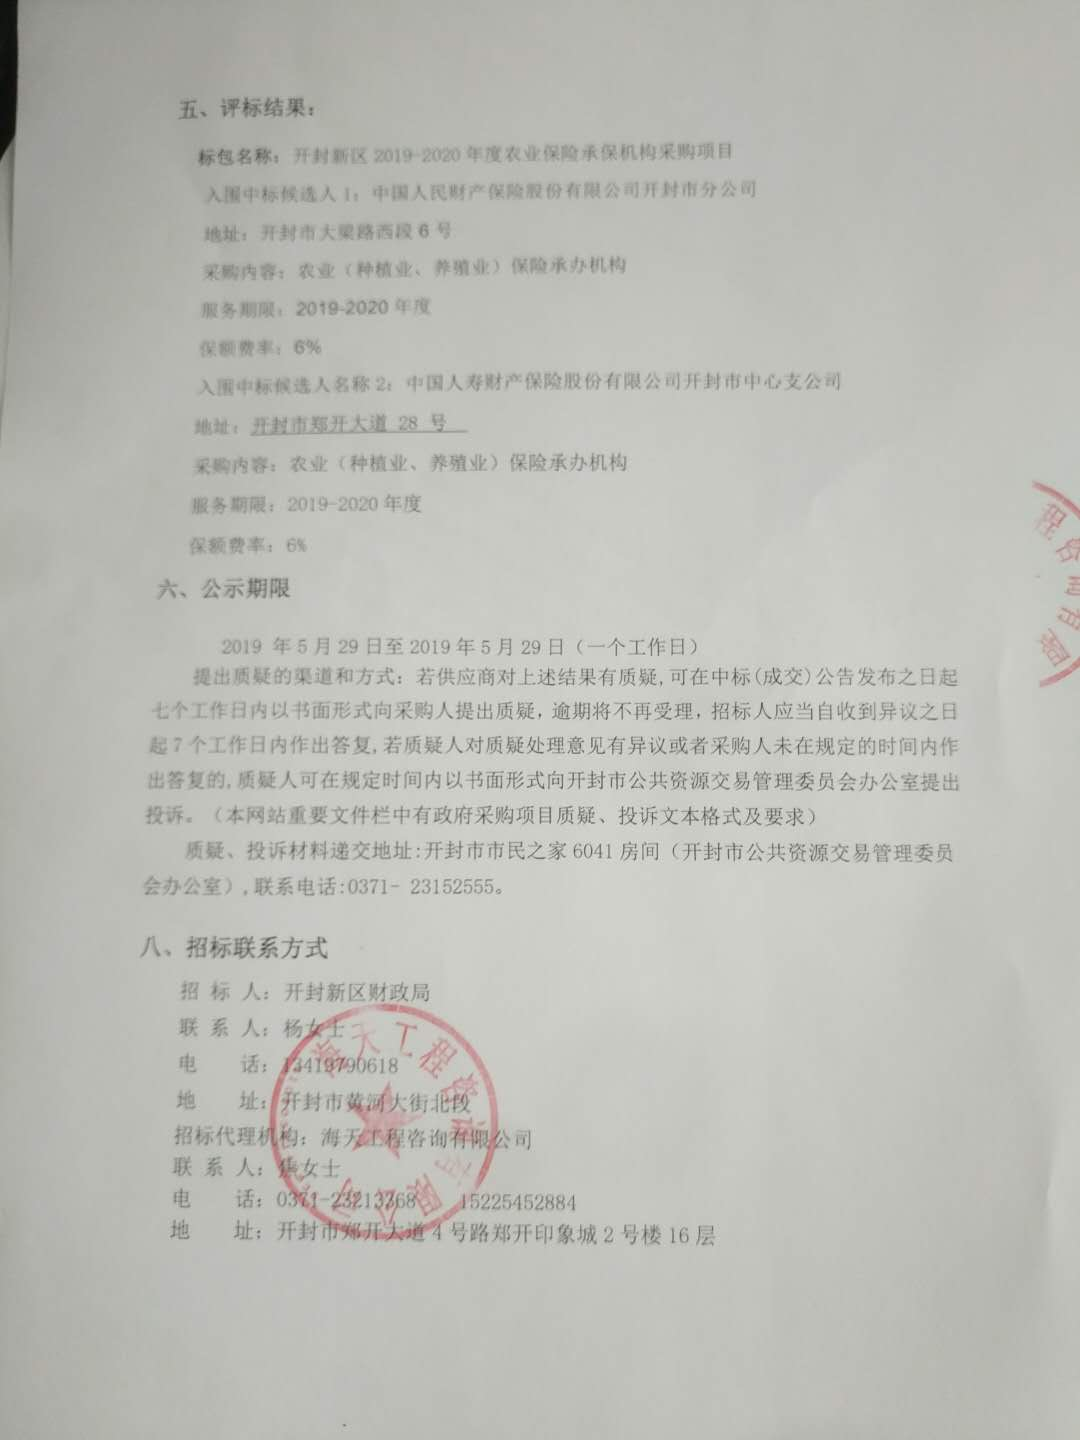 五、评标结果：
标包名称：开封新区 2019-2020 年度农业保险承保机构采购项目
入围中标候选人 1：中国人民财产保险股份有限公司开封市分公司
地址：开封市大梁路西段 6 号
采购内容：农业（种植业、养殖业）保险承办机构
服务期限：2019-2020 年度
保额费率：6%
入围中标候选人名称 2：中国人寿财产保险股份有限公司开封市中心支公司
地址：开封市郑开大道 28 号
采购内容：农业（种植业、养殖业）保险承办机构
服务期限：2019-2020 年度
保额费率：6%
六、公示期限
2019 年 5 月 29 日至 2019 年 5 月 29 日（一个工作日）
提出质疑的渠道和方式：若供应商对上述结果有质疑,可在中标(成交)公告发布之日起
七个工作日内以书面形式向采购人提出质疑，逾期将不再受理，招标人应当自收到异议之日
起 7 个工作日内作出答复,若质疑人对质疑处理意见有异议或者采购人未在规定的时间内作
出答复的,质疑人可在规定时间内以书面形式向开封市公共资源交易管理委员会办公室提出
投诉。（本网站重要文件栏中有政府采购项目质疑、投诉文本格式及要求）
质疑、投诉材料递交地址:开封市市民之家 6041 房间（开封市公共资源交易管理委员
会办公室）,联系电话:0371- 23152555。
八、招标联系方式
招 标 人：开封新区财政局
联 系 人：杨女士
电 话：13419790618
地 址：开封市黄河大街北段
招标代理机构：海天工程咨询有限公司
联 系 人：焦女士
电 话：0371-23213368 15225452884
地 址：开封市郑开大道 4 号路郑开印象城 2 号楼 16 层
海天工程咨询有限公司
程咨询有限